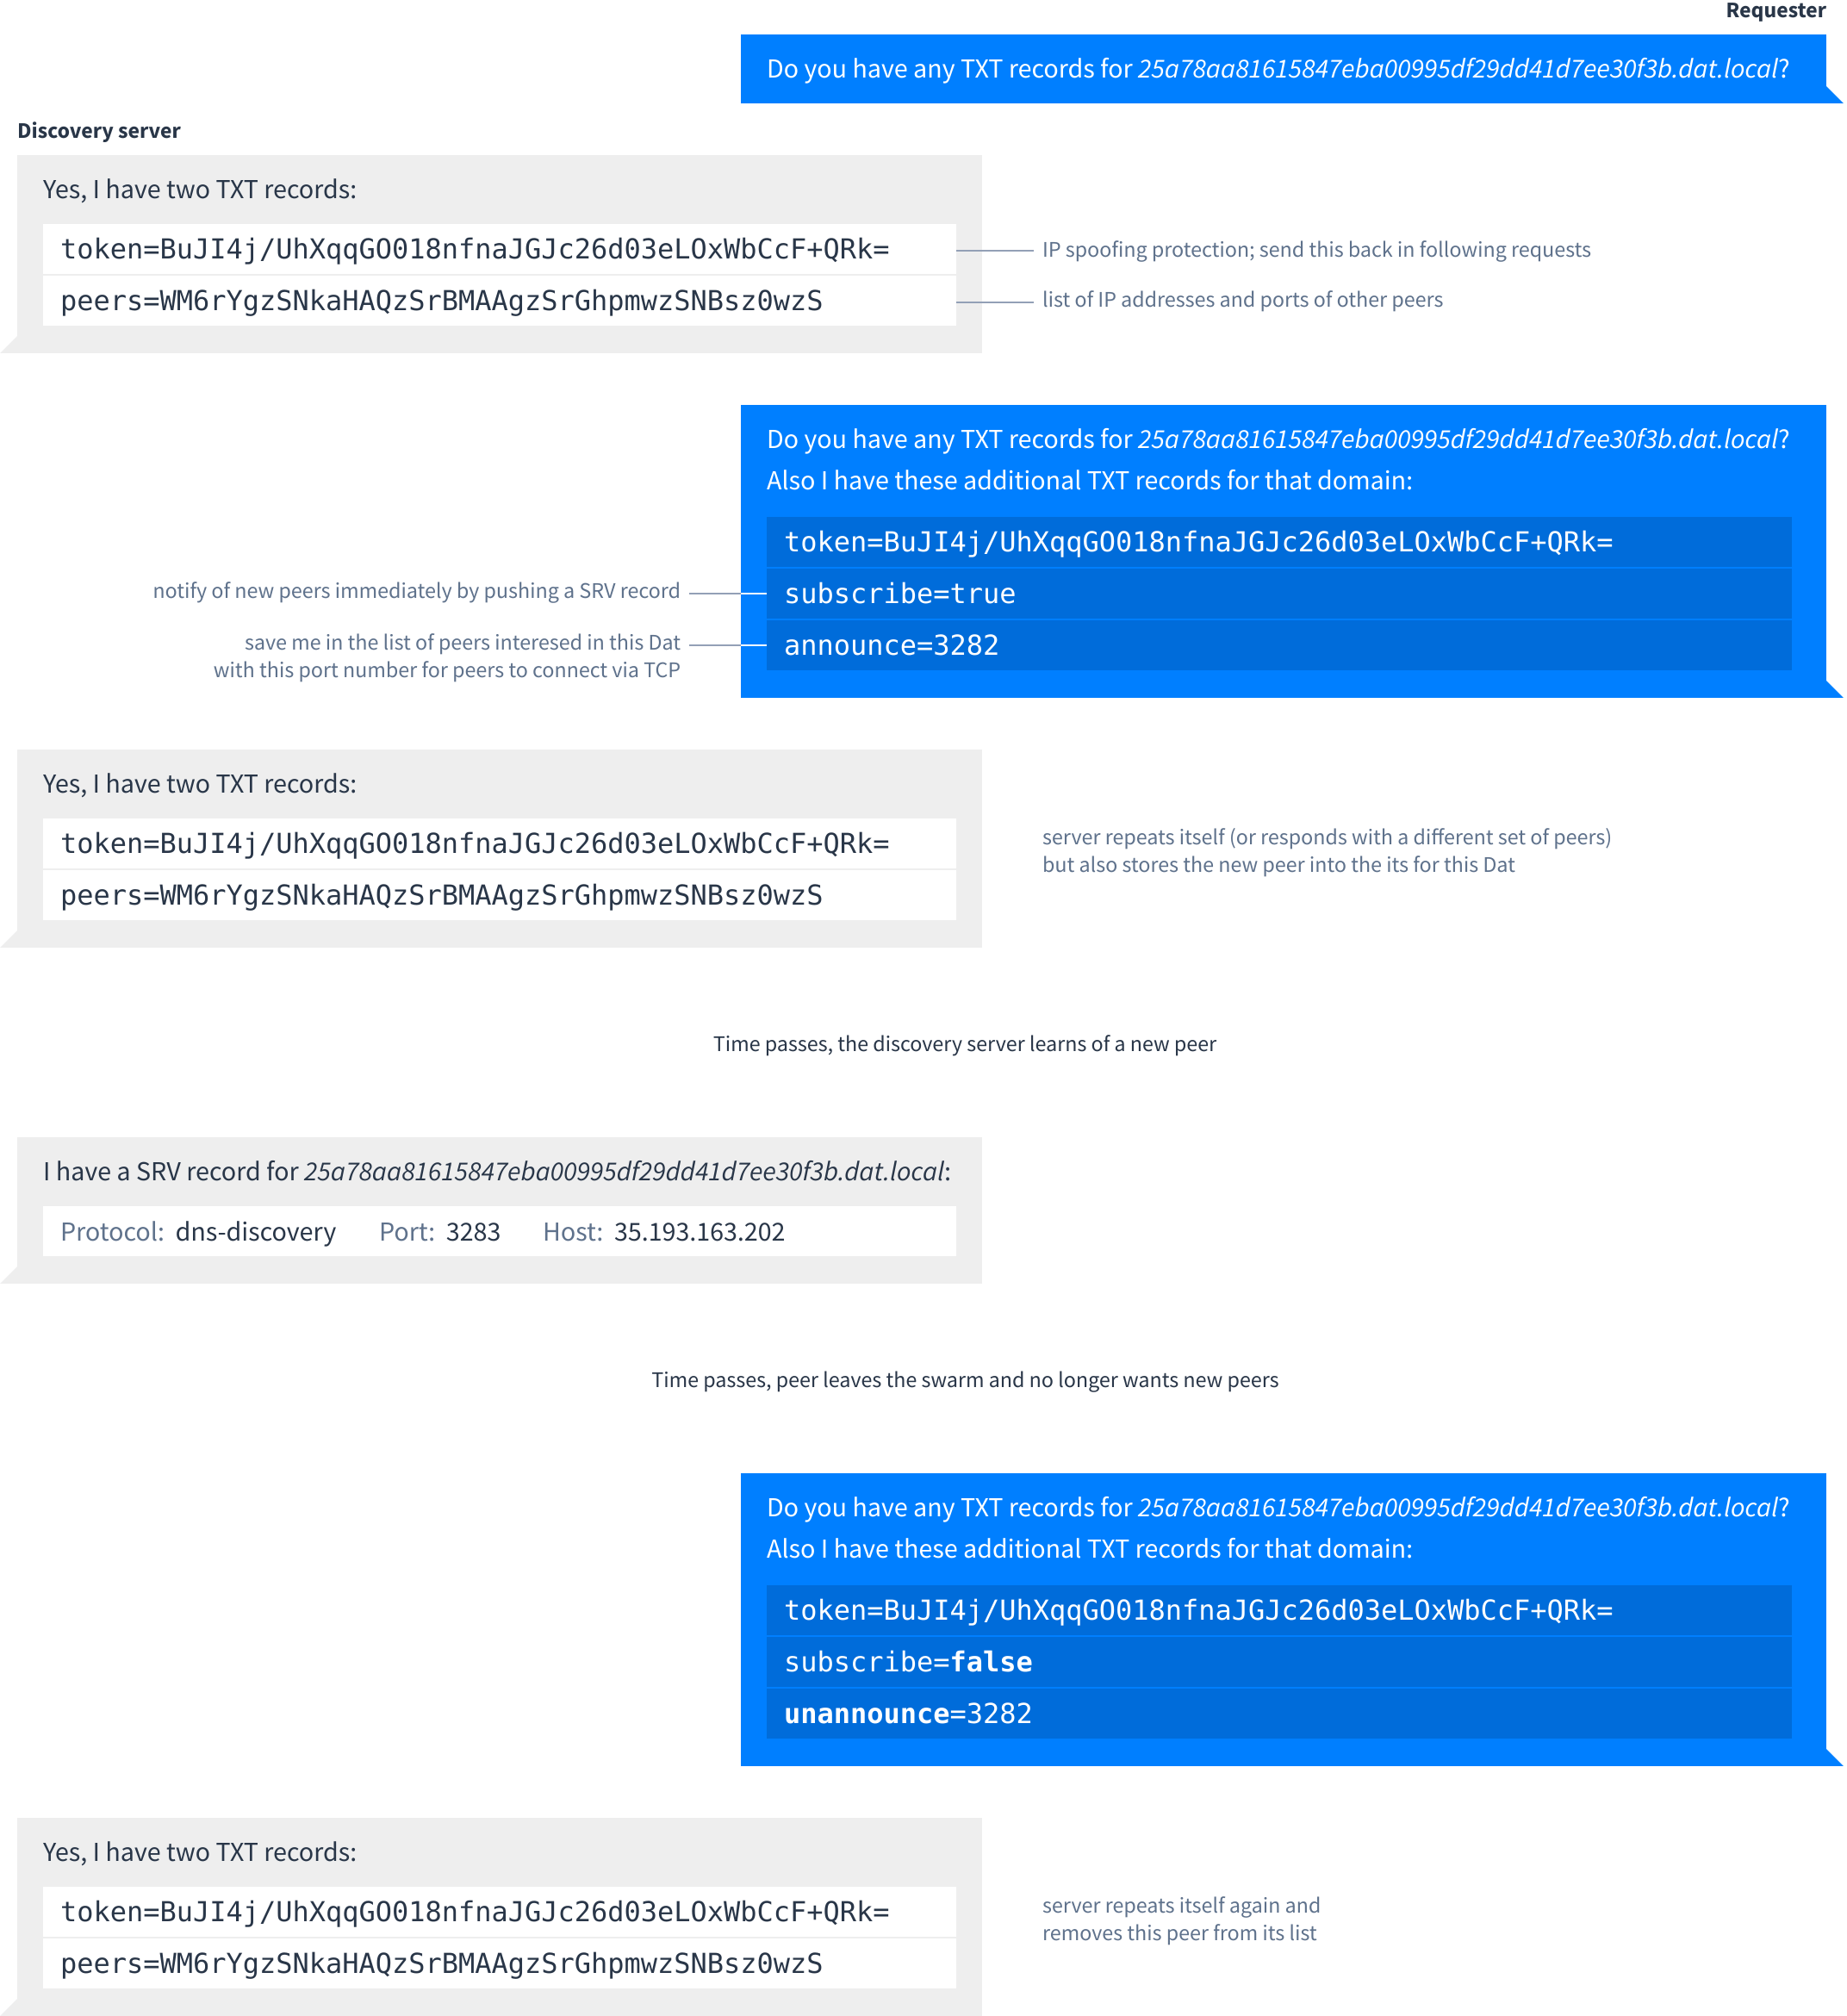 Requester
Do you have any TXT records for 25a78aa81615847eba00995df29dd41d7ee30f3b.dat.local?
Discovery server
Yes, I have two TXT records:
token=BuJI4j/UhXqqGO018nfnaJGJc26d03eLOxWbCcF+QRk=
IP spoofing protection; send this back in following requests
peers=WM6rYgzSNkaHAQzSrBMAAgzSrGhpmwzSNBsz0wzS
list of IP addresses and ports of other peers
Do you have any TXT records for 25a78aa81615847eba00995df29dd41d7ee30f3b.dat.local?
Also I have these additional TXT records for that domain:
token=BuJI4j/UhXqqGO018nfnaJGJc26d03eLOxWbCcF+QRk=
notify of new peers immediately by pushing a SRV record
subscribe=true
save me in the list of peers interesed in this Dat
with this port number for peers to connect via TCP
announce=3282
Yes, I have two TXT records:
token=BuJI4j/UhXqqGO018nfnaJGJc26d03eLOxWbCcF+QRk=
peers=WM6rYgzSNkaHAQzSrBMAAgzSrGhpmwzSNBsz0wzS
server repeats itself (or responds with a different set of peers)
but also stores the new peer into the its for this Dat
Time passes, the discovery server learns of a new peer
I have a SRV record for 25a78aa81615847eba00995df29dd41d7ee30f3b.dat.local:
Protocol: dns-discovery Port: 3283 Host: 35.193.163.202
Time passes, peer leaves the swarm and no longer wants new peers
Do you have any TXT records for 25a78aa81615847eba00995df29dd41d7ee30f3b.dat.local?
Also I have these additional TXT records for that domain:
token=BuJI4j/UhXqqGO018nfnaJGJc26d03eLOxWbCcF+QRk=
subscribe=false
unannounce=3282
Yes, I have two TXT records:
token=BuJI4j/UhXqqGO018nfnaJGJc26d03eLOxWbCcF+QRk=
peers=WM6rYgzSNkaHAQzSrBMAAgzSrGhpmwzSNBsz0wzS
server repeats itself again and
removes this peer from its list